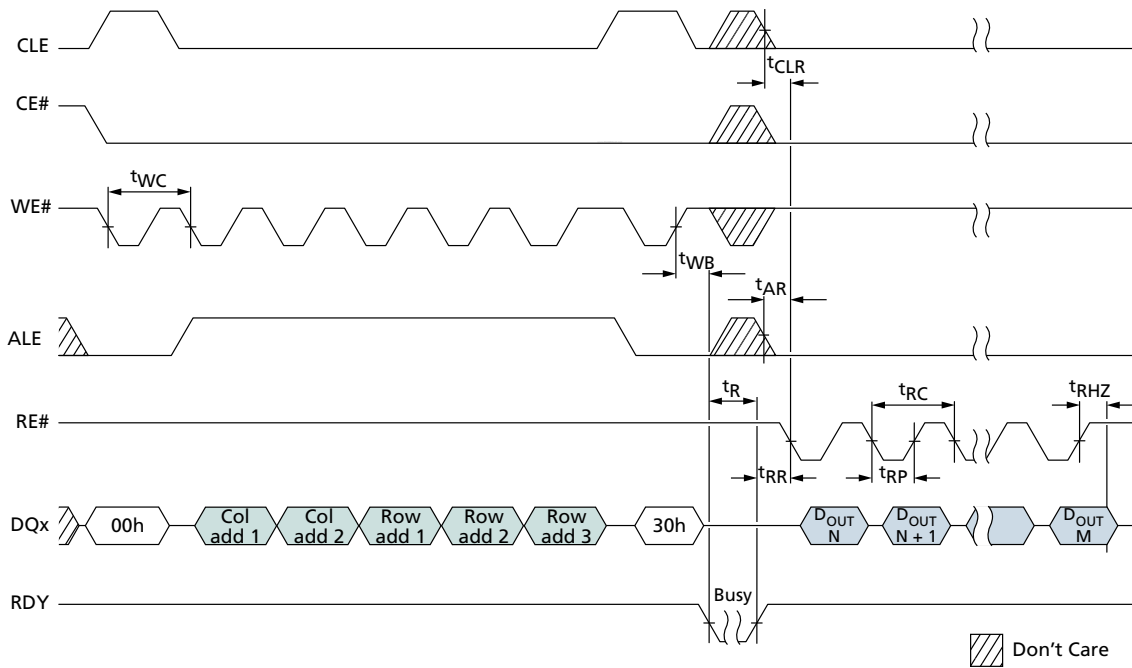 CLE
tCLR
CE#
tWC
WE#
tWB
tAR
ALE
tR
tRC
tRHZ
RE#
tRR
tRP
DQx
00h
Col
add 1
Col
add 2
Row
add 1
Row
add 2
Row
add 3
30h
DOUT
N
DOUT
N + 1
DOUT
M
RDY
Busy
Don't Care